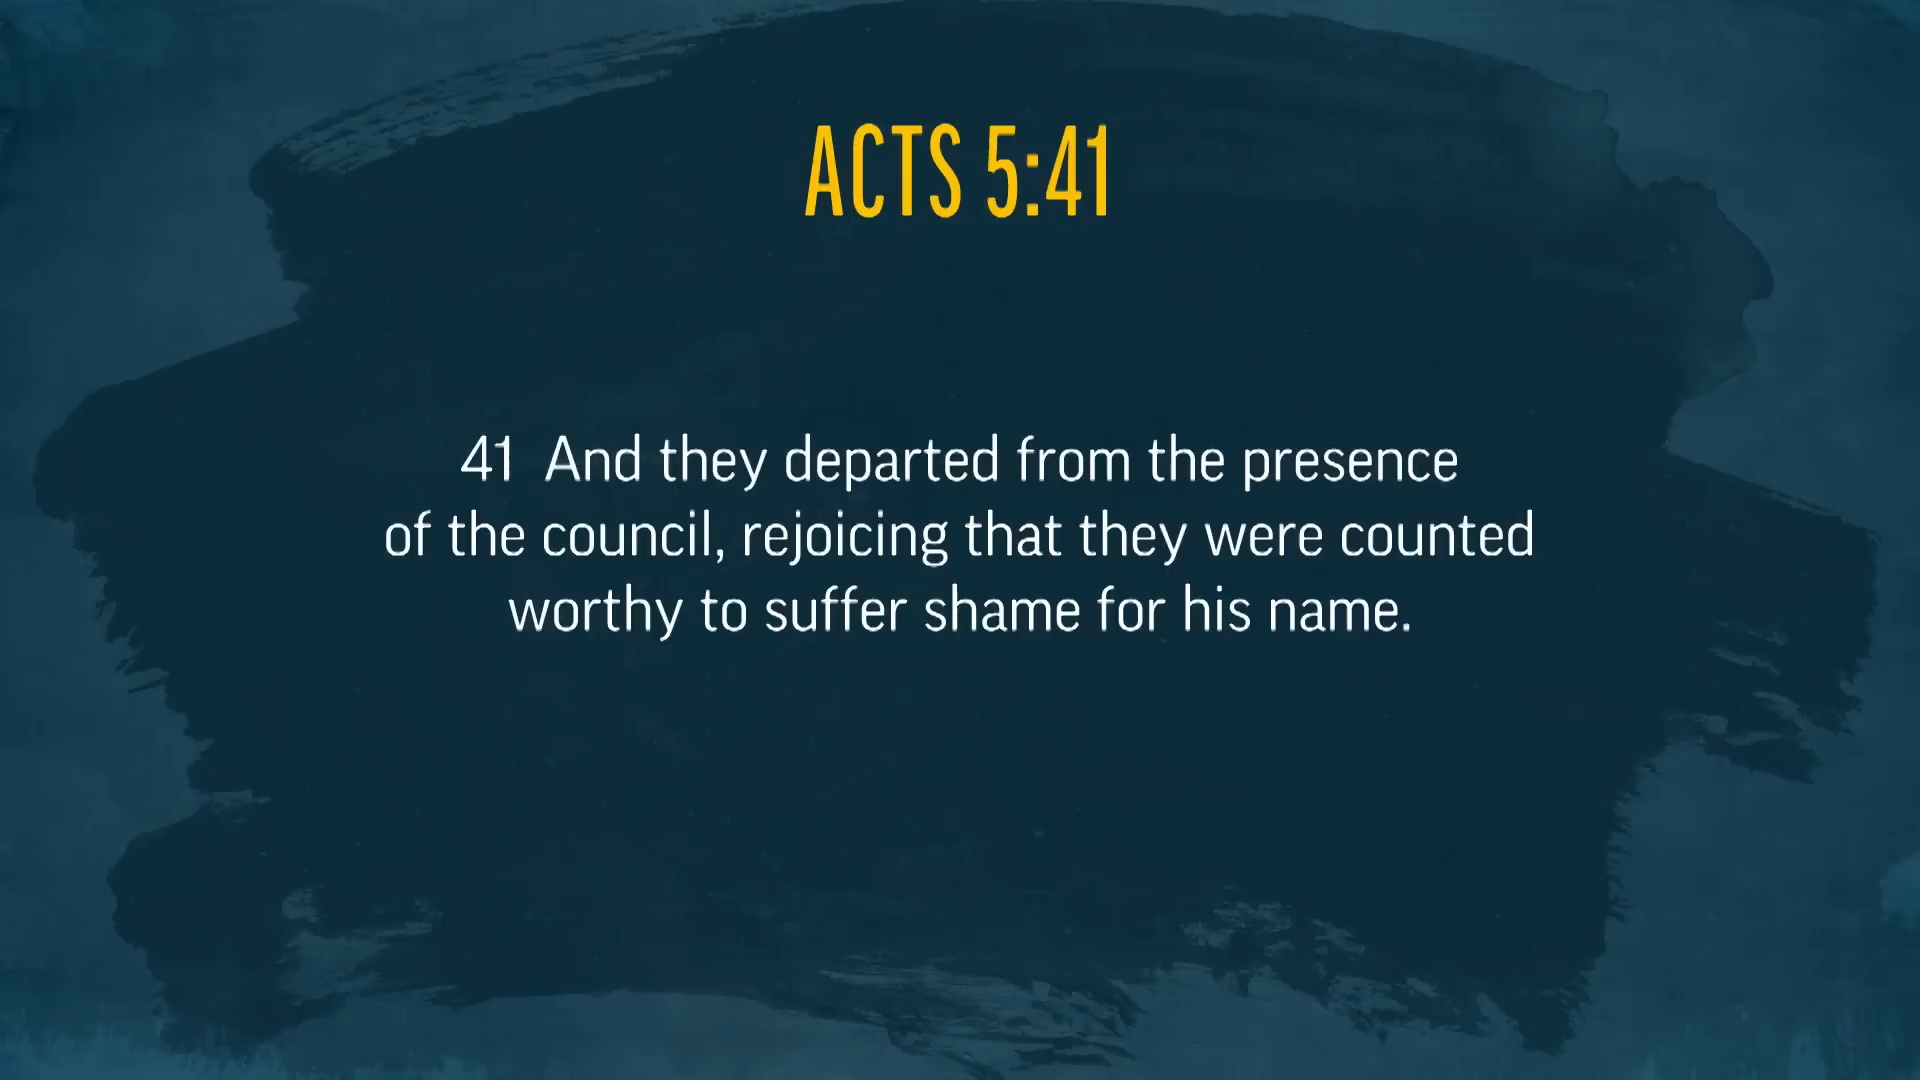 ACTS 5:41
41 And they departed from the presence
of the council, rejoicing that they were counted
worthy to suffer shame for his name.